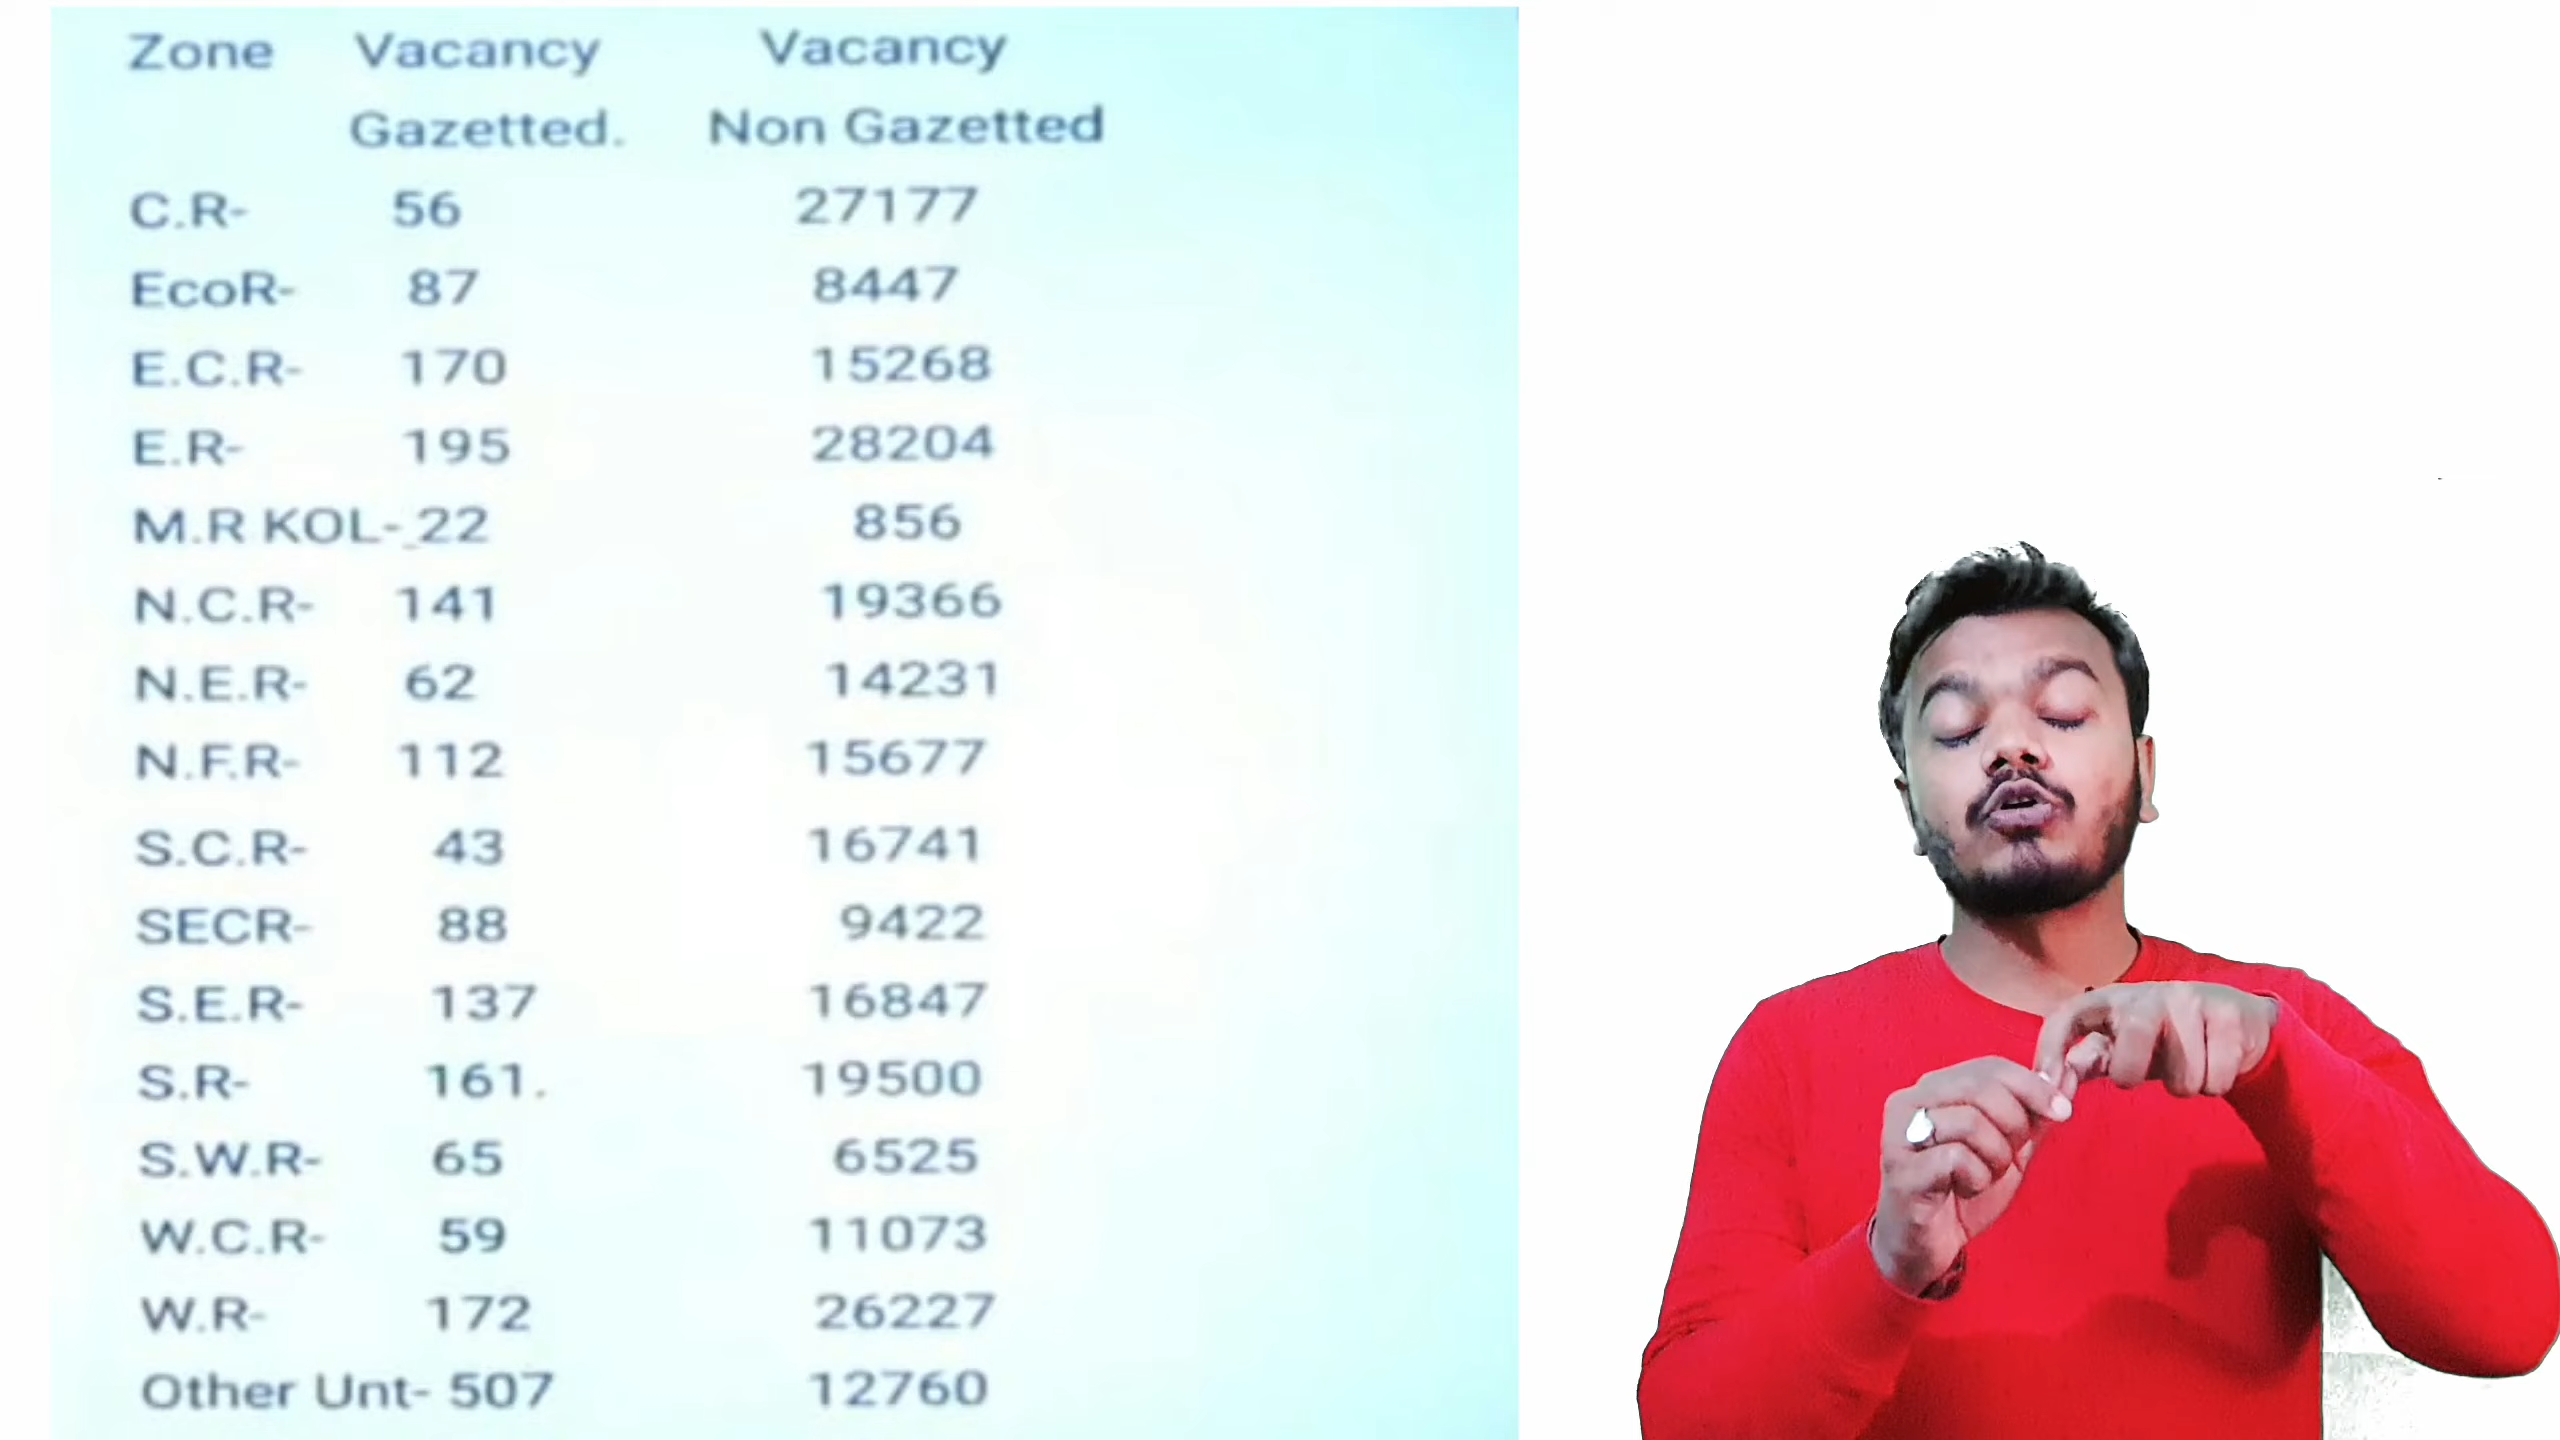 Zone Vacancy Vacancy
Gazetted. Non Gazetted
C.R- 56 27177
EcoR- 87 8447
E.C.R- 170 15268
E.R- 195 28204
M.R KOL- 22 856
N.C.R- 141 19366
N.E.R- 62 14231
N.F.R- 112 15677
S.C.R- 43 16741
SECR- 88 9422
S.E.R- 137 16847
S.R- 161. 19500
S.W.R- 65 6525
W.C.R- 59 11073
W.R- 172 26227
Other Unt- 507 12760